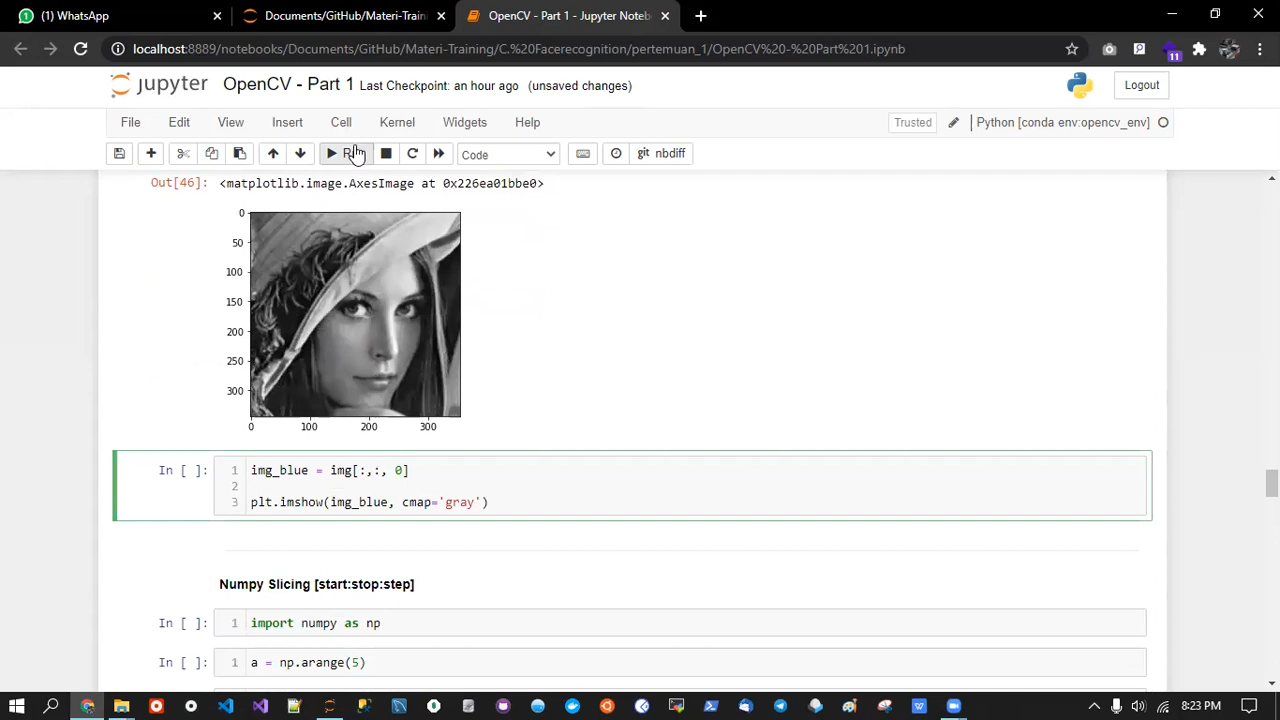 WhatsApp
Documents/GitHub/Materi-Train
OpenCV - Part 1 - Jupyter Noteb
localhost:8889/notebooks/Documents/GitHub/Materi-Training/C.%20Facerecognition/pertemuan_1/OpenCV%20-%20Part%201.ipynb
11
jupyter OpenCV - Part 1 Last Checkpoint: an hour ago (unsaved changes)
Logout
File Edit View Insert Cell Kernel Widgets Help
Trusted Python [conda env:opencv_env]
Code
nbdiff
git
Out[46]: <matplotlib.image.AxesImage at 0x226ea01bbe0>
0
50
100
150
200
250
300
0 100 200 300
In [ ]: 1 img_blue = img[:,:, 0]
2
3 plt.imshow(img_blue, cmap='gray')
Numpy Slicing [start:stop:step]
In [ ]: 1 import numpy as np
In [ ]: 1 a = np.arange(5)
8:23 PM